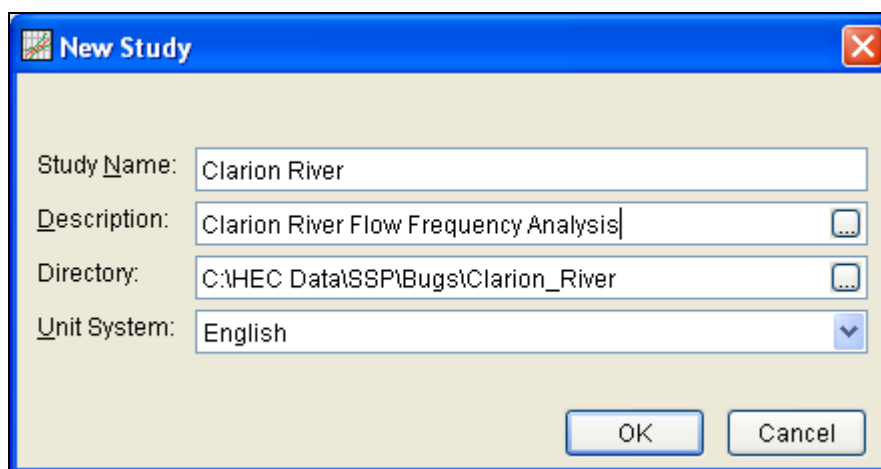 New Study
Study Name: Clarion River
Description: Clarion River Flow Frequency Analysis ...
Directory: C:\HEC Data\SSP\Bugs\Clarion_River ...
Unit System: English
OK Cancel